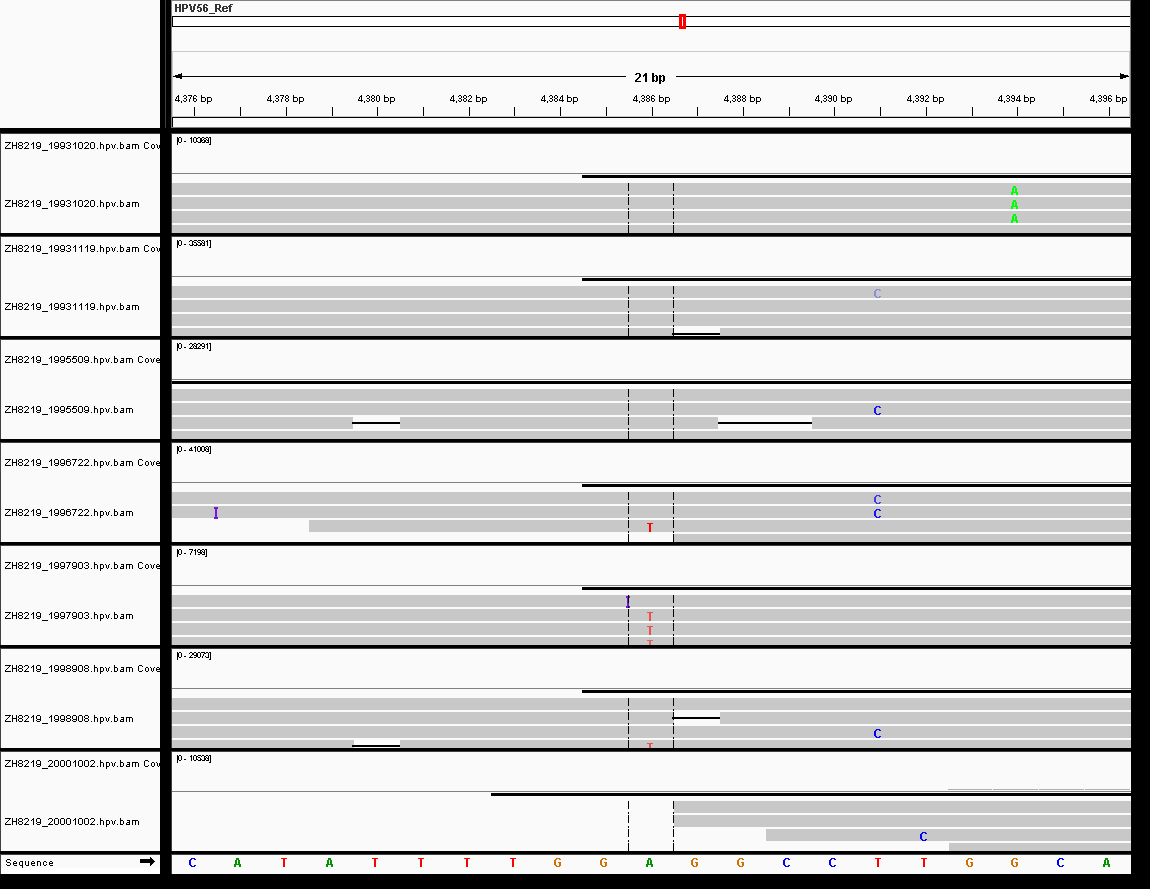 HPV56_Ref
21 bp
4,376 bp 4,378 bp 4,380 bp 4,382 bp 4,384 bp 4,386 bp 4,388 bp 4,390 bp 4,392 bp 4,394 bp 4,396 bp
ZH8219_19931020.hpv.bam Cov
[0 - 10368]
A
ZH8219_19931020.hpv.bam
A
A
ZH8219_19931119.hpv.bam Cov
[0 - 35581]
C
ZH8219_19931119.hpv.bam
ZH8219_1995509.hpv.bam Cove
[0 - 28291]
ZH8219_1995509.hpv.bam
C
ZH8219_1996722.hpv.bam Cove
[0 - 41008]
C
ZH8219_1996722.hpv.bam
I
C
T
ZH8219_1997903.hpv.bam Cove
[0 - 7198]
I
ZH8219_1997903.hpv.bam
T
T
T
ZH8219_1998908.hpv.bam Cove
[0 - 29073]
ZH8219_1998908.hpv.bam
C
T
ZH8219_20001002.hpv.bam Cov
[0 - 10538]
ZH8219_20001002.hpv.bam
C
Sequence C A T A T T T T G G A G G C C T T G G C A